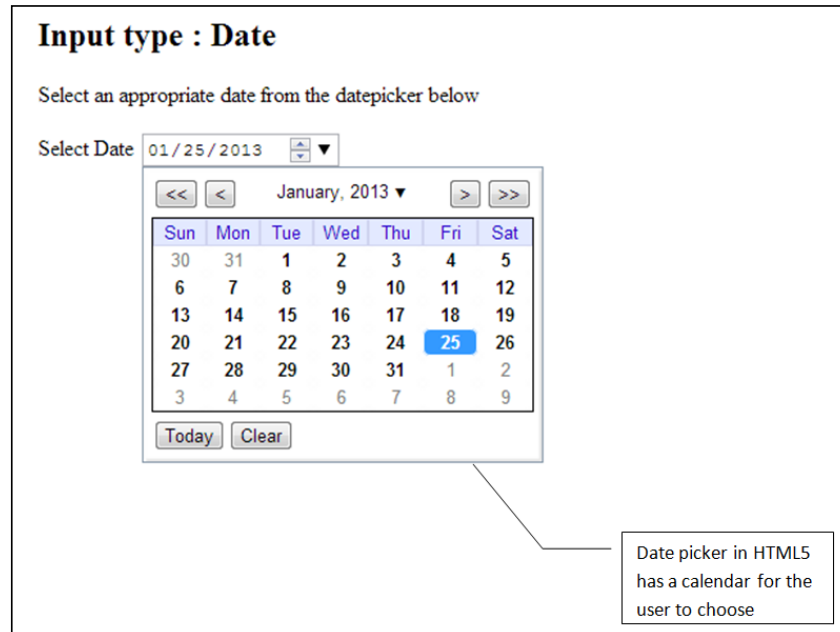 Input type : Date
Select an appropriate date from the datepicker below
Select Date 01/25/2013 ▼
<< < January, 2013 ▼ > >>
Sun Mon Tue Wed Thu Fri Sat
30 31 1 2 3 4 5
6 7 8 9 10 11 12
13 14 15 16 17 18 19
20 21 22 23 24 25 26
27 28 29 30 31 1 2
3 4 5 6 7 8 9
Today Clear
Date picker in HTML5
has a calendar for the
user to choose